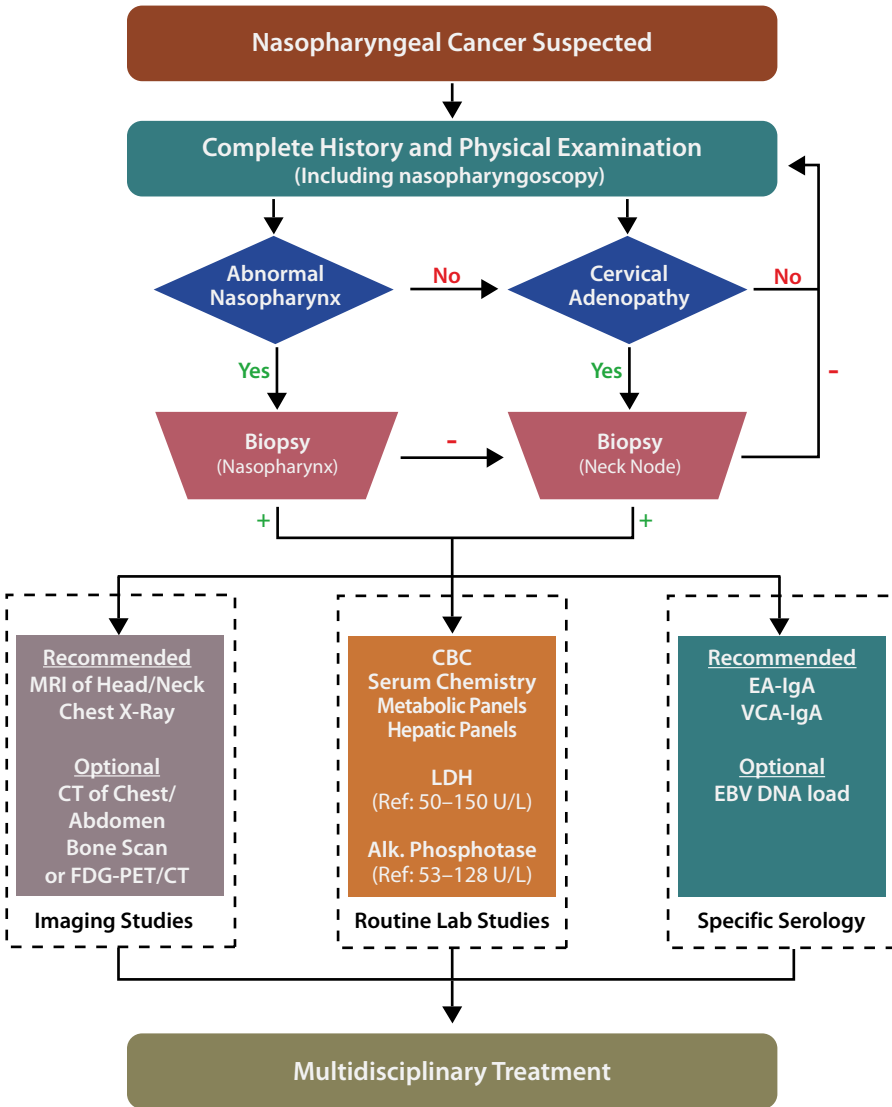 Nasopharyngeal Cancer Suspected
Complete History and Physical Examination
(Including nasopharyngoscopy)
Abnormal
Nasopharynx
No
Cervical
Adenopathy
No
Yes
Yes
-
Biopsy
(Nasopharynx)
-
Biopsy
(Neck Node)
+
+
Recommended
MRI of Head/Neck
Chest X-Ray
Optional
CT of Chest/
Abdomen
Bone Scan
or FDG-PET/CT
Imaging Studies
CBC
Serum Chemistry
Metabolic Panels
Hepatic Panels
LDH
(Ref: 50–150 U/L)
Alk. Phosphotase
(Ref: 53–128 U/L)
Routine Lab Studies
Recommended
EA-IgA
VCA-IgA
Optional
EBV DNA load
Specific Serology
Multidisciplinary Treatment